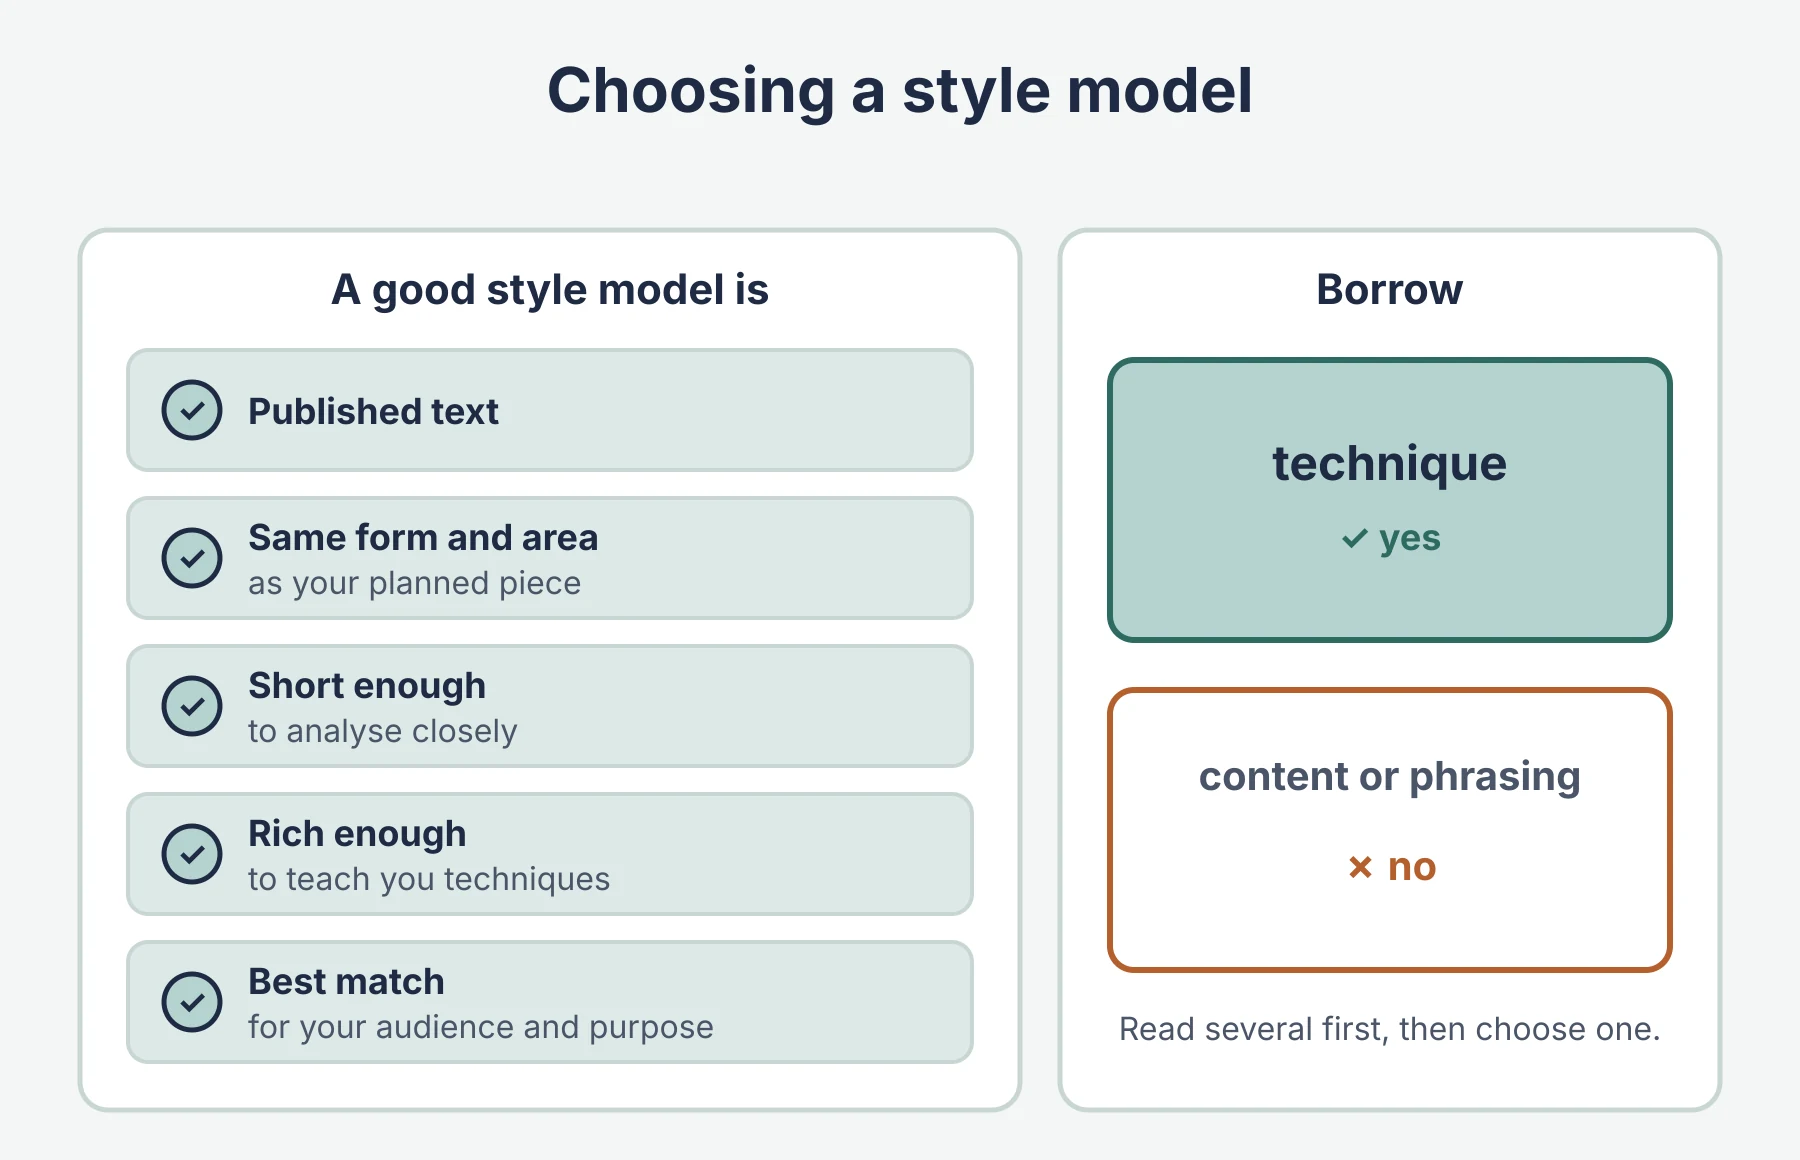 Choosing a style model
A good style model is
Published text
Same form and area
as your planned piece
Short enough
to analyse closely
Rich enough
to teach you techniques
Best match
for your audience and purpose
Borrow
technique
✓ yes
content or phrasing
✕ no
Read several first, then choose one.